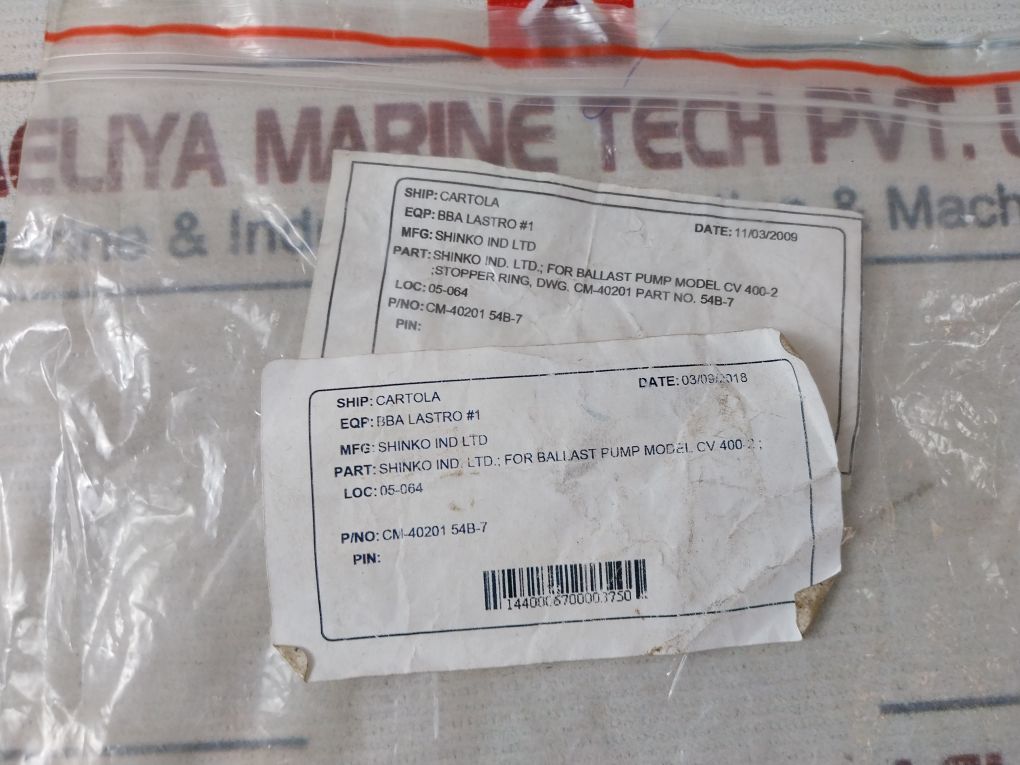 ELIYA MARINE TECH PVT.
& Mach
SHIP: CARTOLA
EQP: BBA LASTRO #1
DATE: 11/03/2009
MFG: SHINKO IND LTD
PART: SHINKO IND. LTD.; FOR BALLAST PUMP MODEL CV 400-2
;STOPPER RING, DWG. CM-40201 PART NO. 54B-7
LOC: 05-064
P/NO: CM-40201 54B-7
PIN:
DATE: 03/09/2018
SHIP: CARTOLA
EQP: BBA LASTRO #1
MFG: SHINKO IND LTD
PART: SHINKO IND. LTD.; FOR BALLAST PUMP MODEL CV 400-2 ;
LOC: 05-064
P/NO: CM-40201 54B-7
PIN: